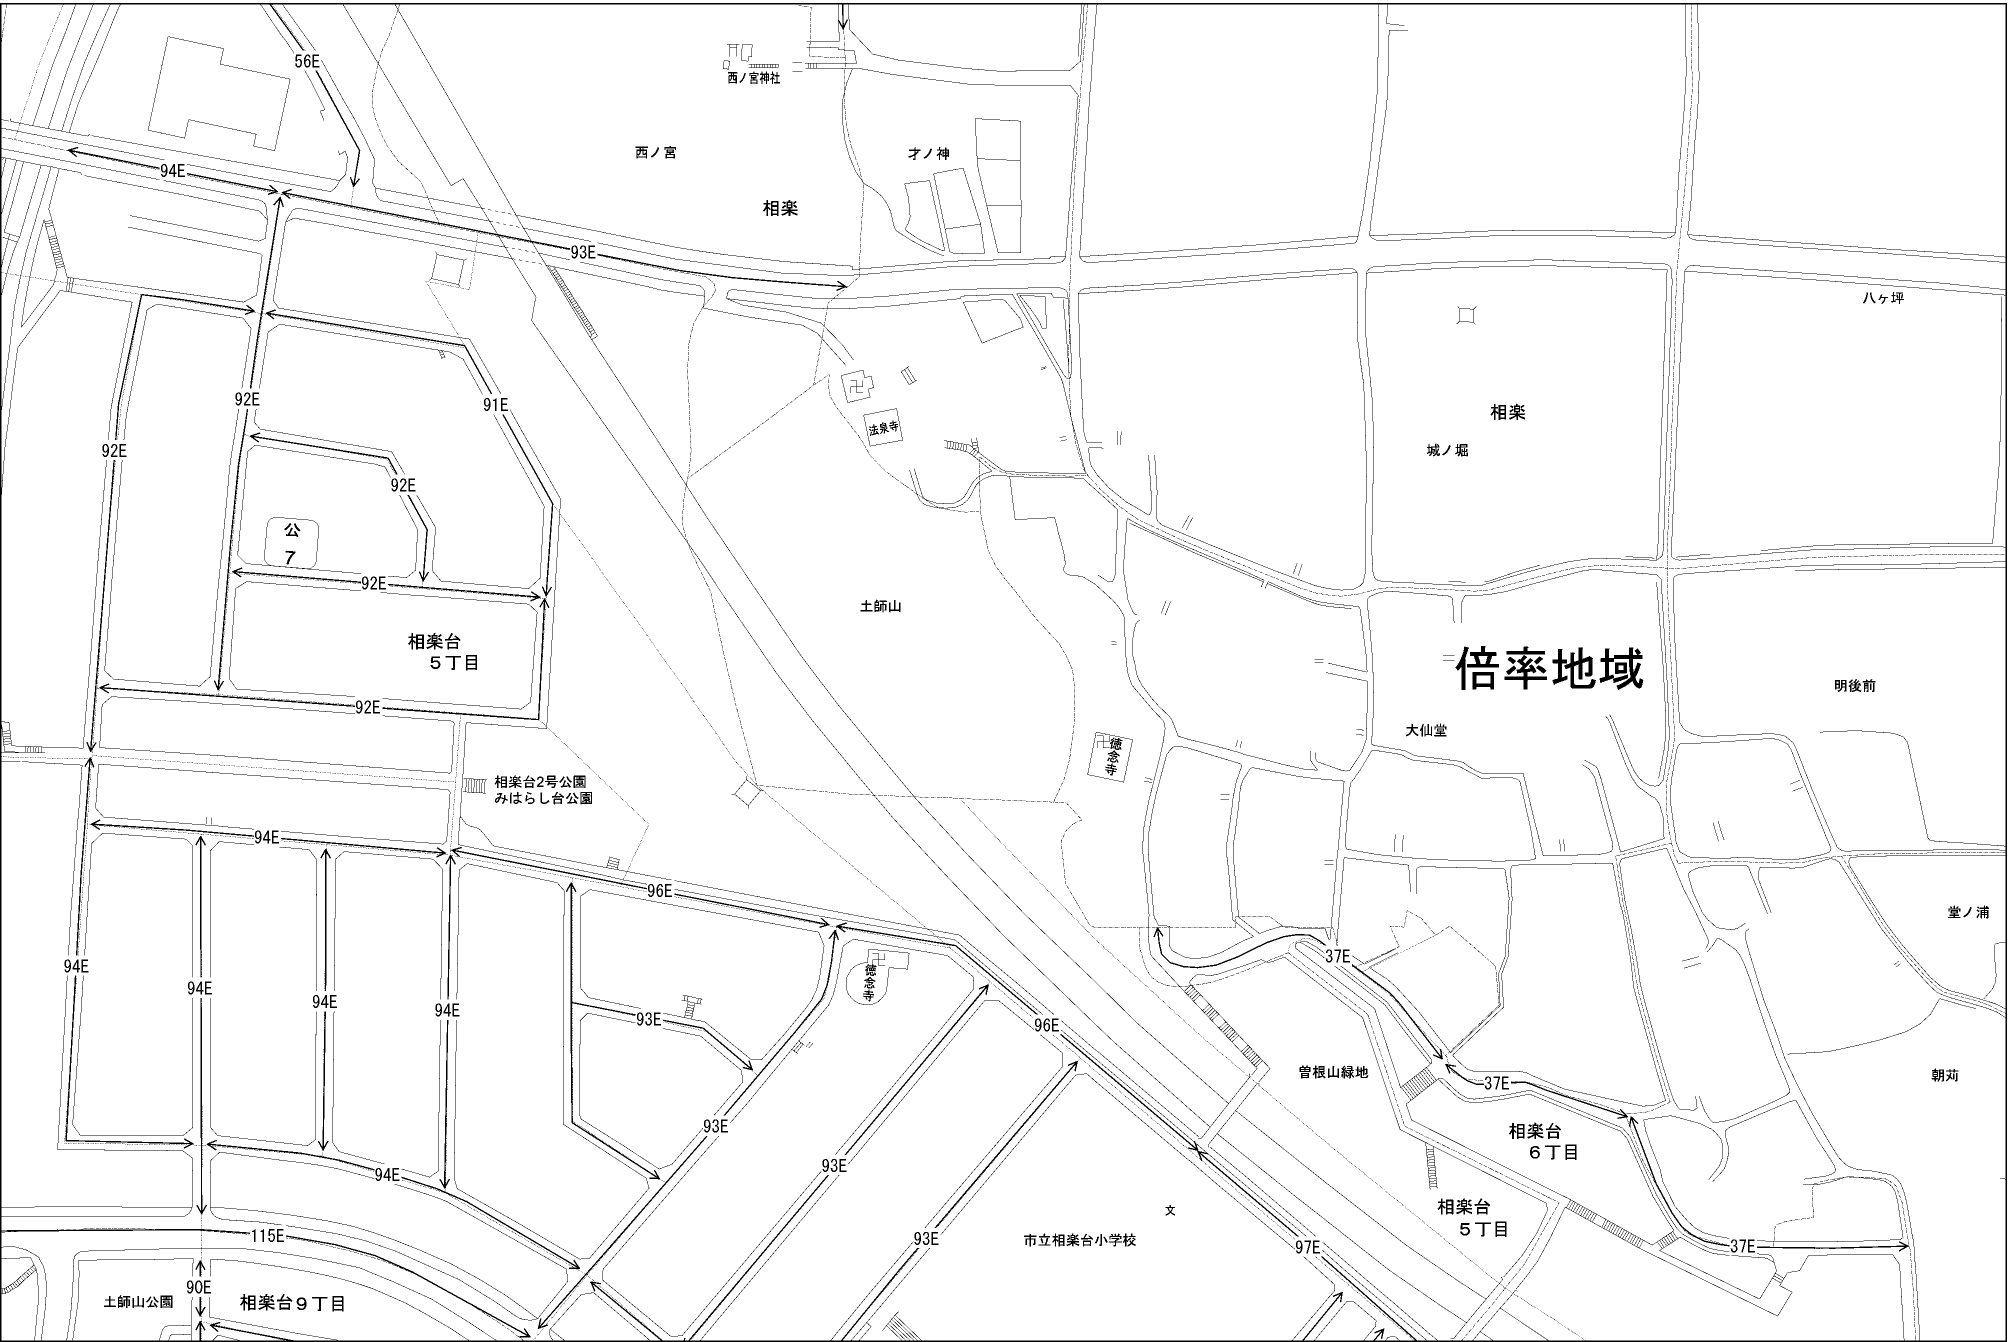 56E
西ノ宮神社
西ノ宮
才ノ神
94E
相楽
93E
八ヶ坪
92E
91E
相楽
法泉寺
92E
城ノ堀
92E
公
7
92E
土師山
相楽台
5丁目
倍率地域
明後前
92E
大仙堂
徳念寺
相楽台2号公園
みはらし台公園
94E
96E
堂ノ浦
94E
徳念寺
37E
94E
94E
94E
93E
96E
曽根山緑地
朝苅
37E
93E
相楽台
6丁目
93E
94E
相楽台
5丁目
文
115E
93E
市立相楽台小学校
97E
37E
90E
土師山公園
相楽台9丁目